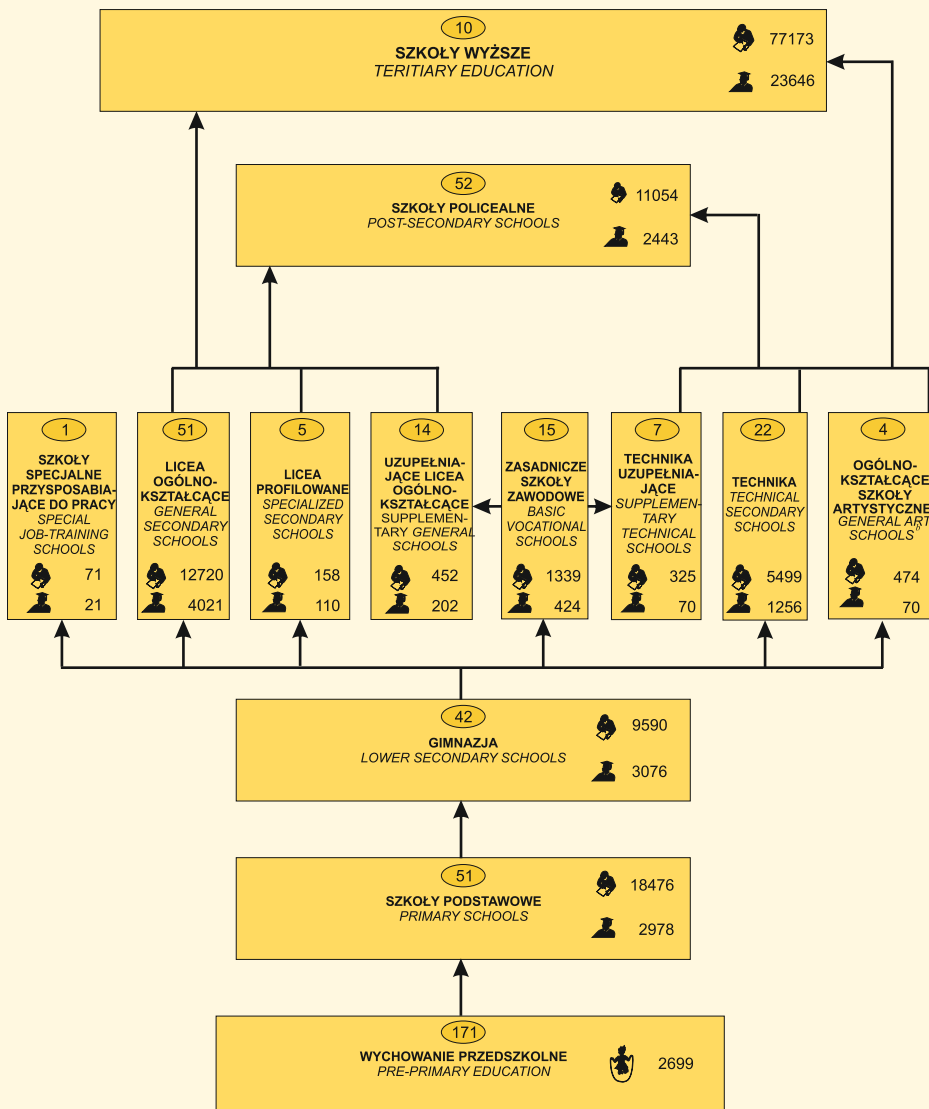 10
SZKOŁY WYŻSZE
TERITIARY EDUCATION
77173
23646
52
SZKOŁY POLICEALNE
POST-SECONDARY SCHOOLS
11054
2443
1
SZKOŁY
SPECJALNE
PRZYSPOSABIA-
JĄCE DO PRACY
SPECIAL
JOB-TRAINING
SCHOOLS
71
21
51
LICEA
OGÓLNO-
KSZTAŁCĄCE
GENERAL
SECONDARY
SCHOOLS
12720
4021
5
LICEA
PROFILOWANE
SPECIALIZED
SECONDARY
SCHOOLS
158
110
14
UZUPEŁNIA-
JĄCE LICEA
OGÓLNO-
KSZTAŁCĄCE
SUPPLEMEN-
TARY GENERAL
SCHOOLS
452
202
15
ZASADNICZE
SZKOŁY
ZAWODOWE
BASIC
VOCATIONAL
SCHOOLS
1339
424
7
TECHNIKA
UZUPEŁNIA-
JĄCE
SUPPLEMEN-
TARY
TECHNICAL
SCHOOLS
325
70
22
TECHNIKA
TECHNICAL
SECONDARY
SCHOOLS
5499
1256
4
OGÓLNO-
KSZTAŁCĄCE
SZKOŁY
ARTYSTYCZNE
GENERAL ART
SCHOOLS
474
70
42
GIMNAZJA
LOWER SECONDARY SCHOOLS
9590
3076
51
SZKOŁY PODSTAWOWE
PRIMARY SCHOOLS
18476
2978
171
WYCHOWANIE PRZEDSZKOLNE
PRE-PRIMARY EDUCATION
2699